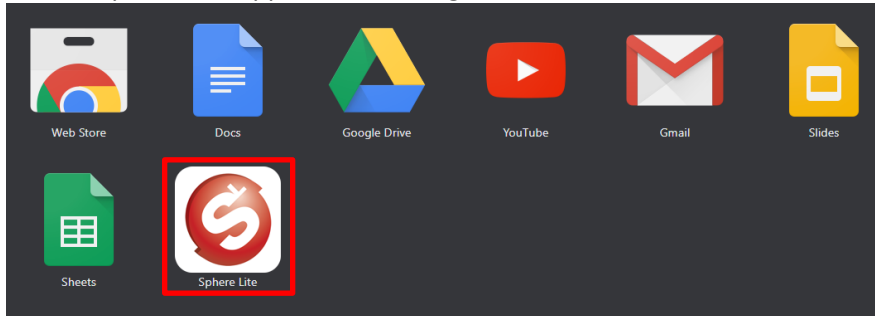 Web Store
Docs
Google Drive
YouTube
Gmail
Slides
Sheets
Sphere Lite